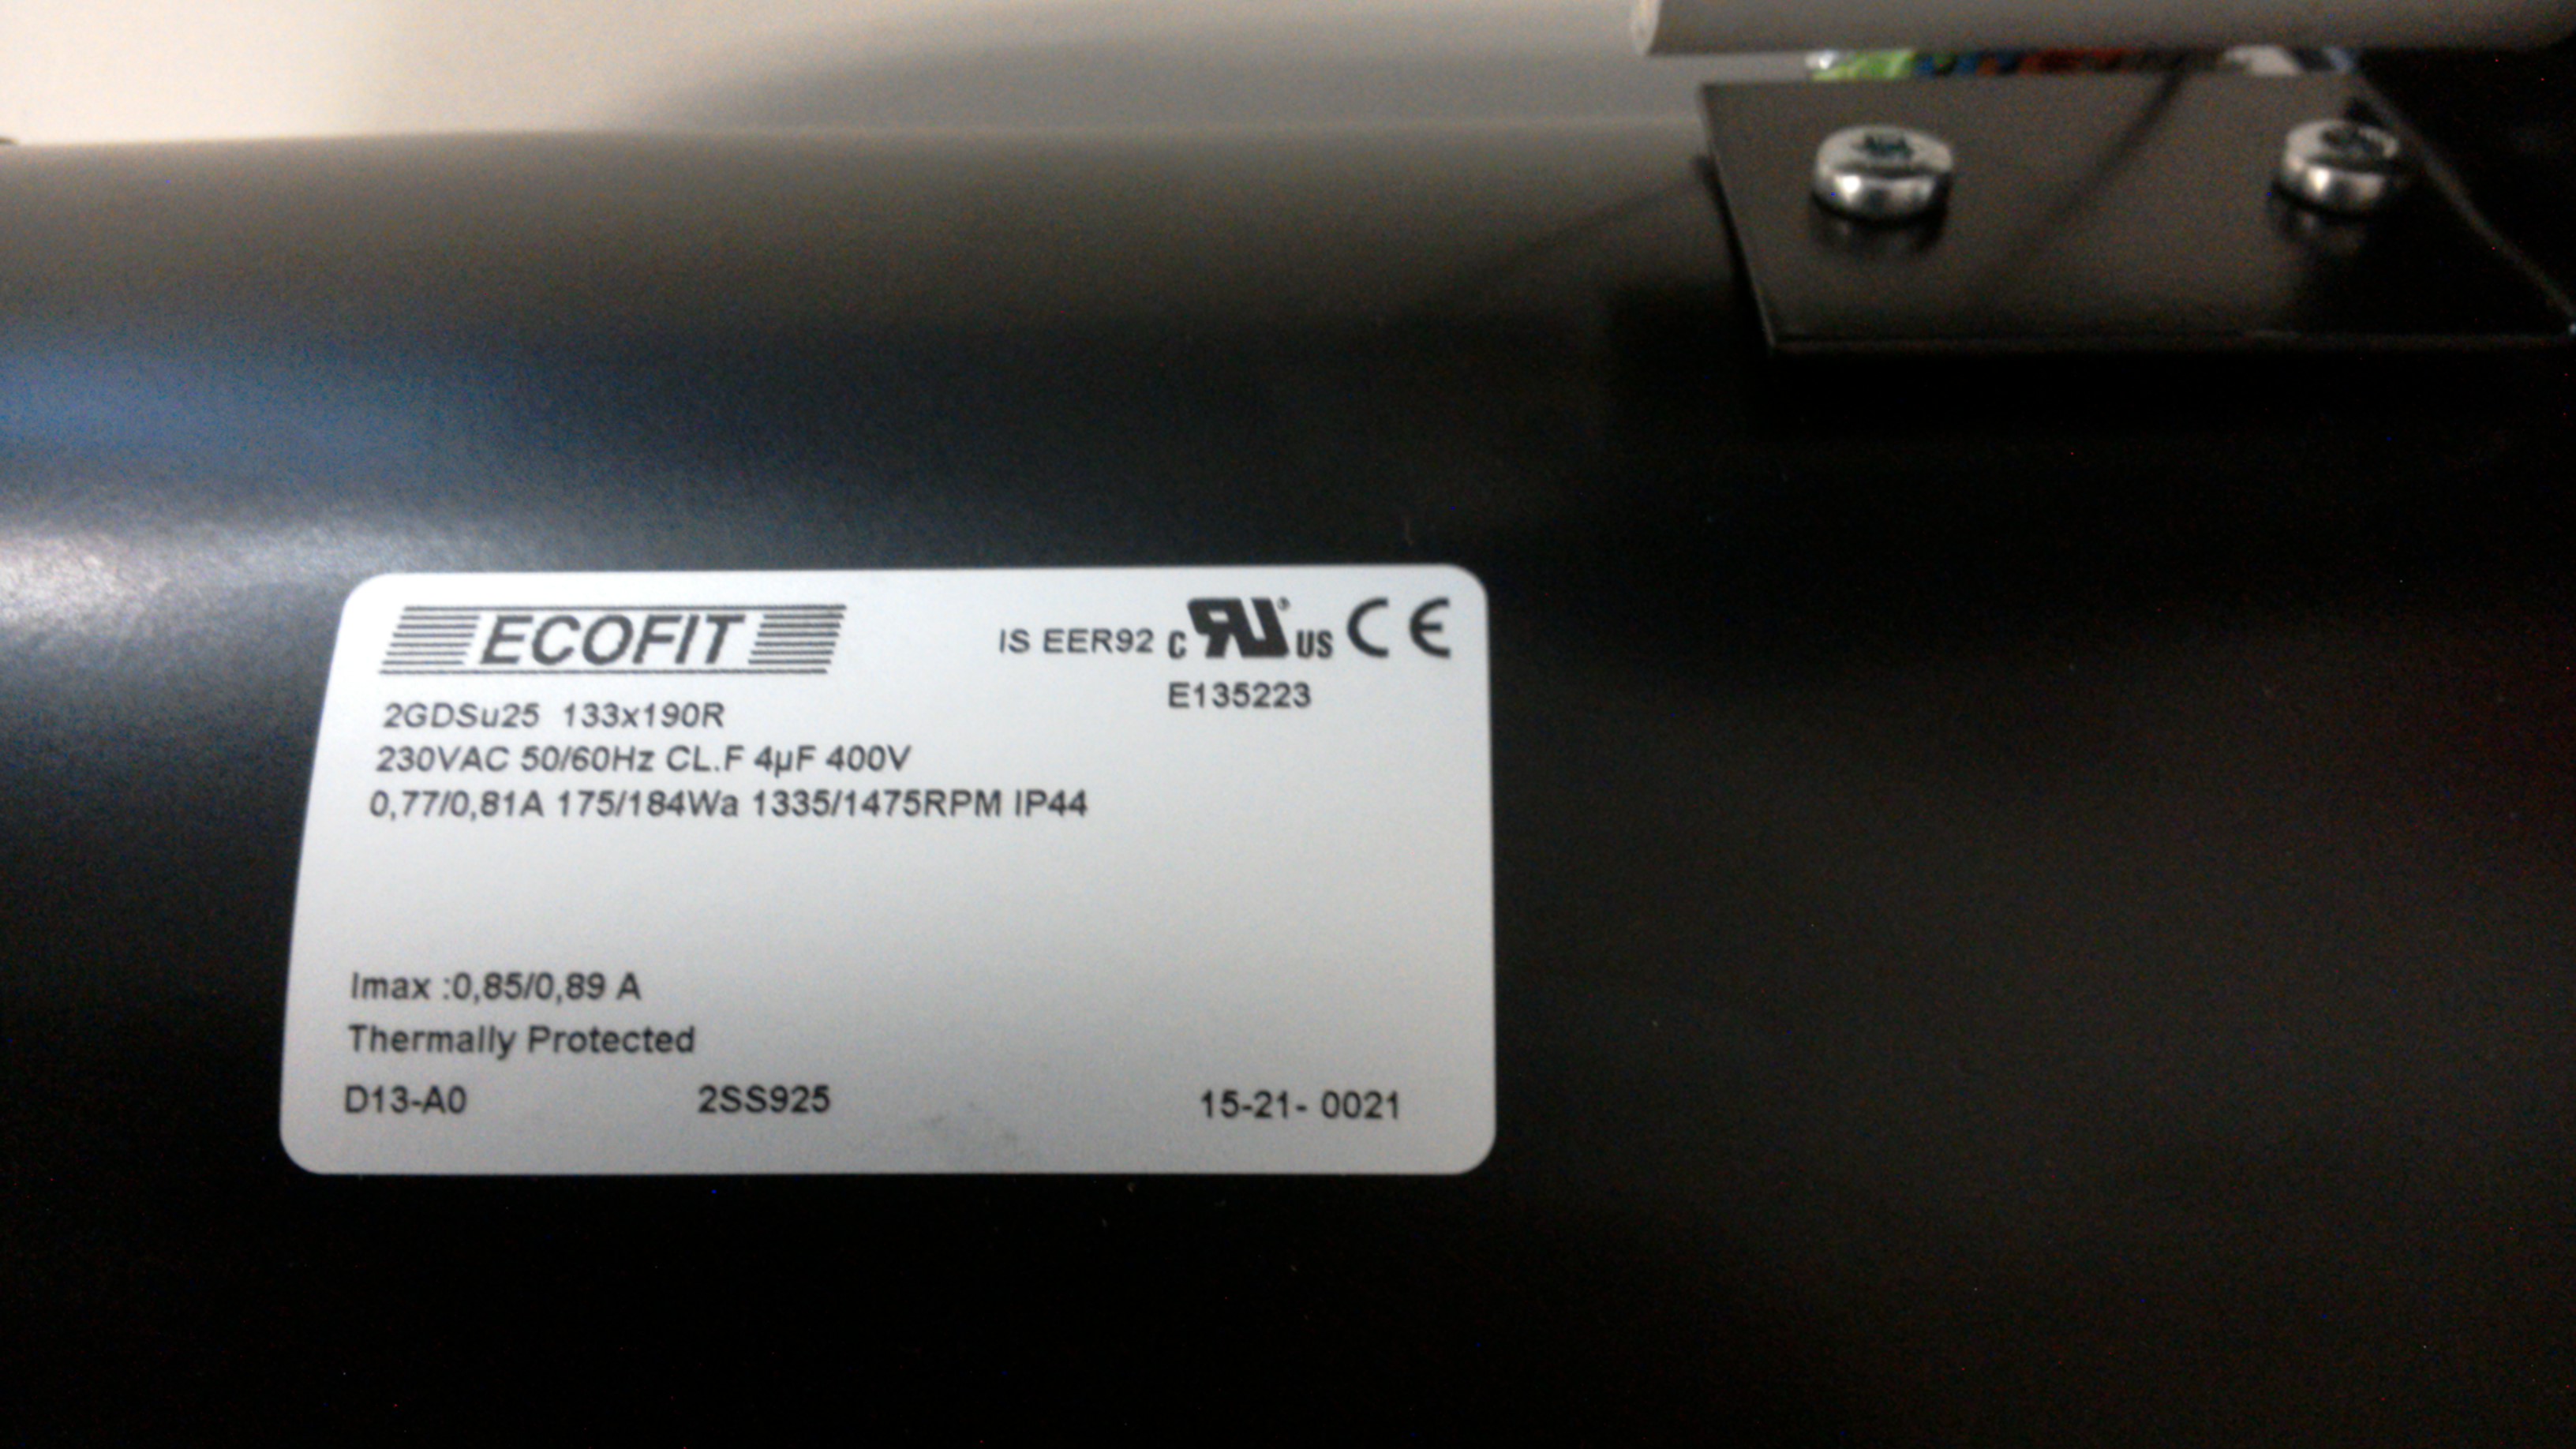 ECOFIT
IS EER92 c RU® US CE
E135223
2GDSu25 133x190R
230VAC 50/60Hz CL.F 4µF 400V
0,77/0,81A 175/184Wa 1335/1475RPM IP44
Imax :0,85/0,89 A
Thermally Protected
D13-A0 2SS925 15-21- 0021